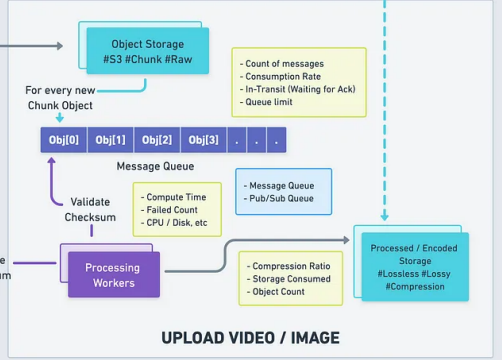 Object Storage
#S3 #Chunk #Raw
- Count of messages
- Consumption Rate
- In-Transit (Waiting for Ack)
- Queue limit
For every new
Chunk Object
Obj[0] Obj[1] Obj[2] Obj[3] . . .
Message Queue
- Compute Time
- Failed Count
- CPU / Disk, etc
- Message Queue
- Pub/Sub Queue
Validate
Checksum
Processing
Workers
- Compression Ratio
- Storage Consumed
- Object Count
Processed / Encoded
Storage
#Lossless #Lossy
#Compression
UPLOAD VIDEO / IMAGE